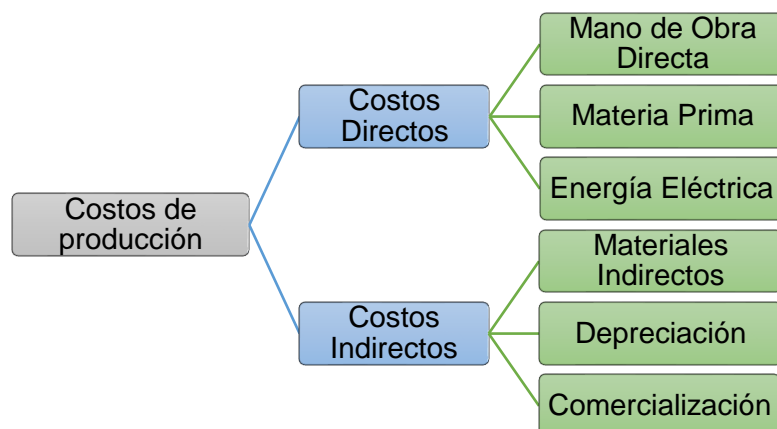 Costos de
producción
Costos
Directos
Mano de Obra
Directa
Materia Prima
Energía Eléctrica
Costos
Indirectos
Materiales
Indirectos
Depreciación
Comercialización